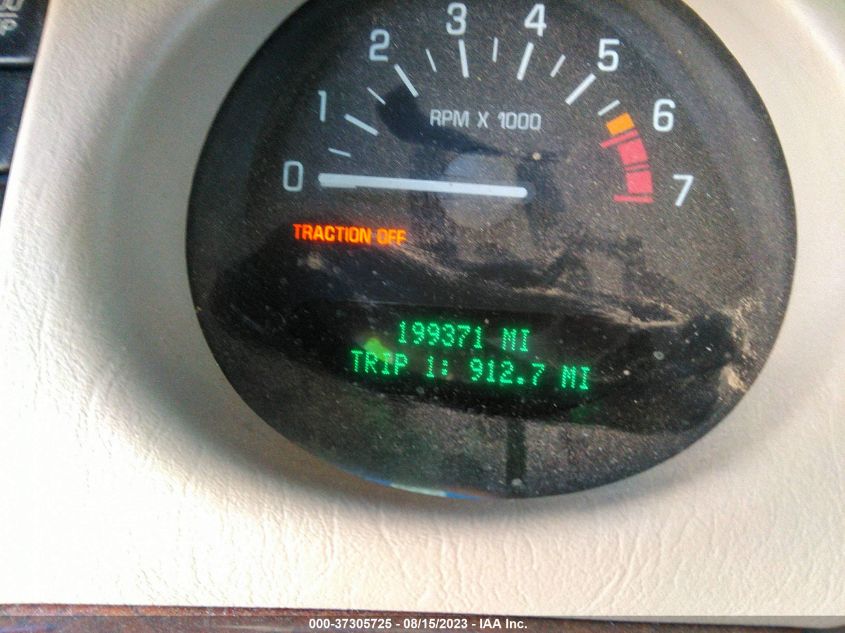 3
4
2
5
1
RPM X 1000
6
0
7
TRACTION OFF
199371 MI
TRIP 1: 912.7 MI
000-37305725 - 08/15/2023 - IAA Inc.